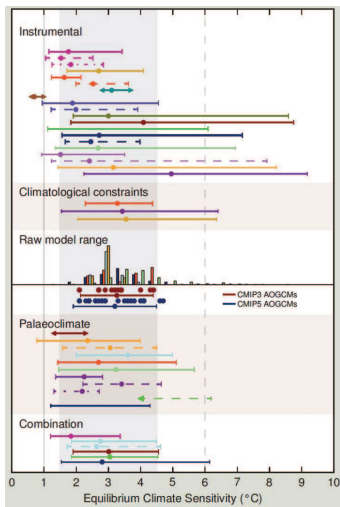 Instrumental
Climatological constraints
Raw model range
CMIP3 AOGCMs
CMIP5 AOGCMs
Palaeoclimate
Combination
0 1 2 3 4 5 6 7 8 9 10
Equilibrium Climate Sensitivity (°C)